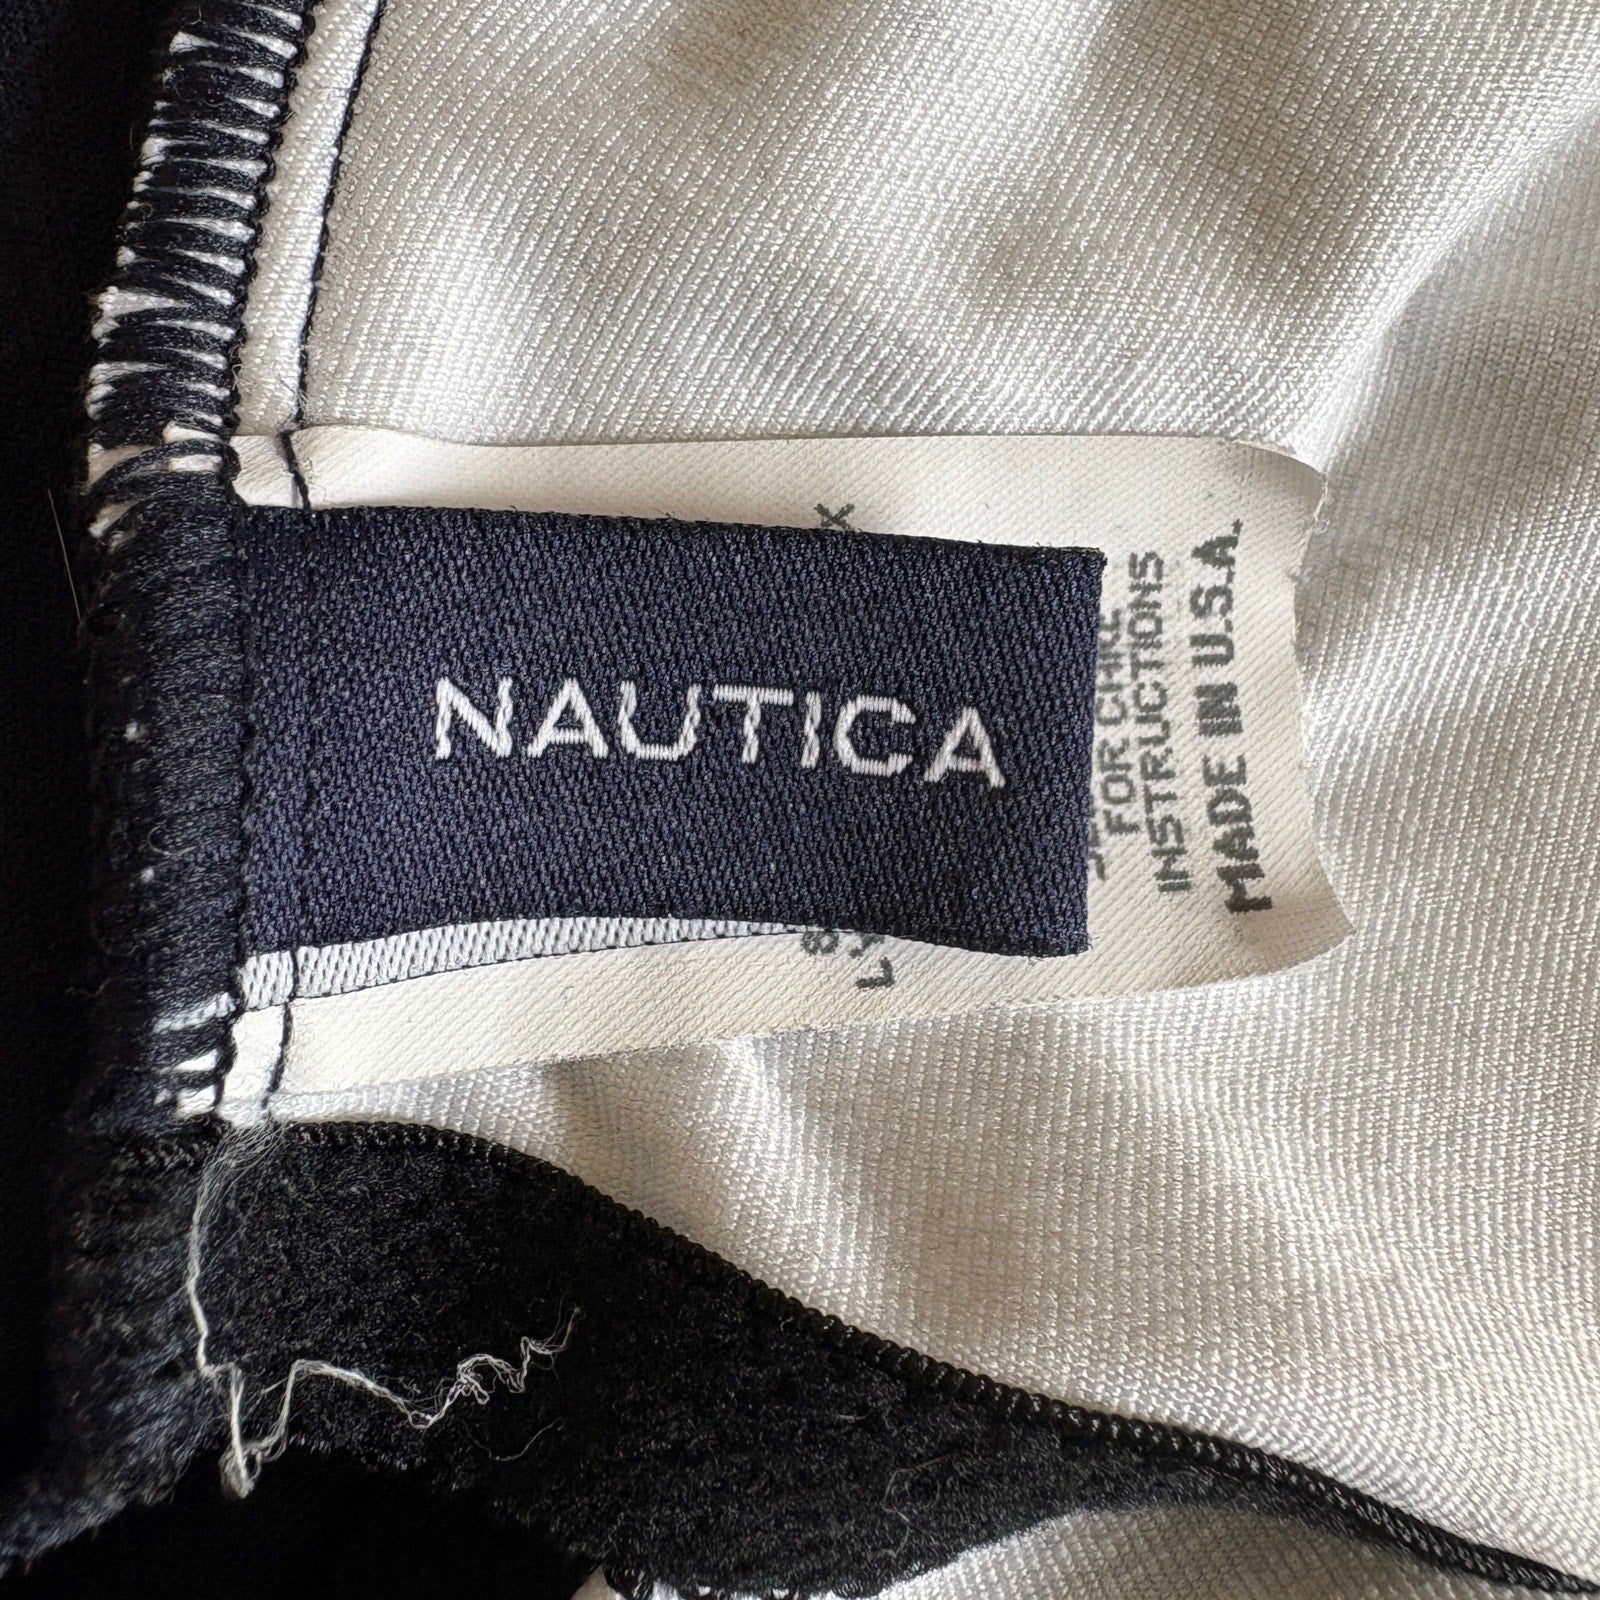 NAUTICA
FOR CARE
INSTRUCTIONS
MADE IN U.S.A.